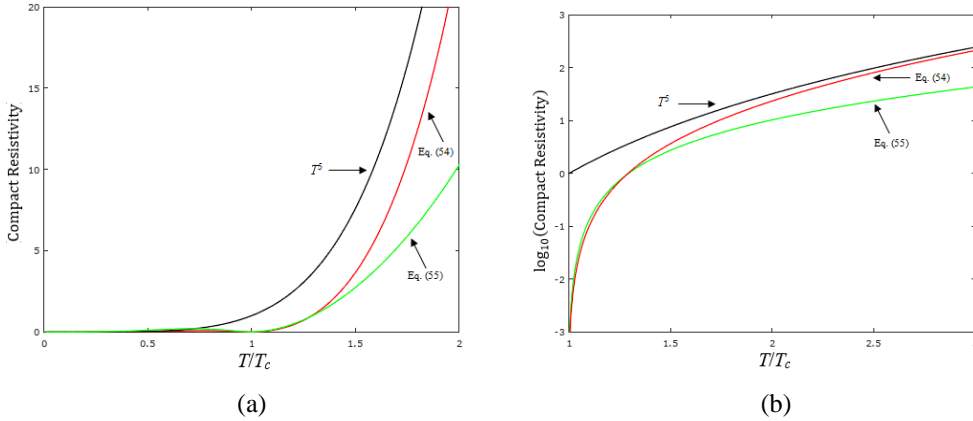 20
15
10
5
0
Compact Resistivity
T⁵
Eq. (54)
Eq. (55)
0
0.5
1
1.5
2
T/T_c
(a)
3
2
1
0
-1
-2
-3
log₁₀(Compact Resistivity)
T⁵
Eq. (54)
Eq. (55)
1
1.5
2
2.5
T/T_c
(b)